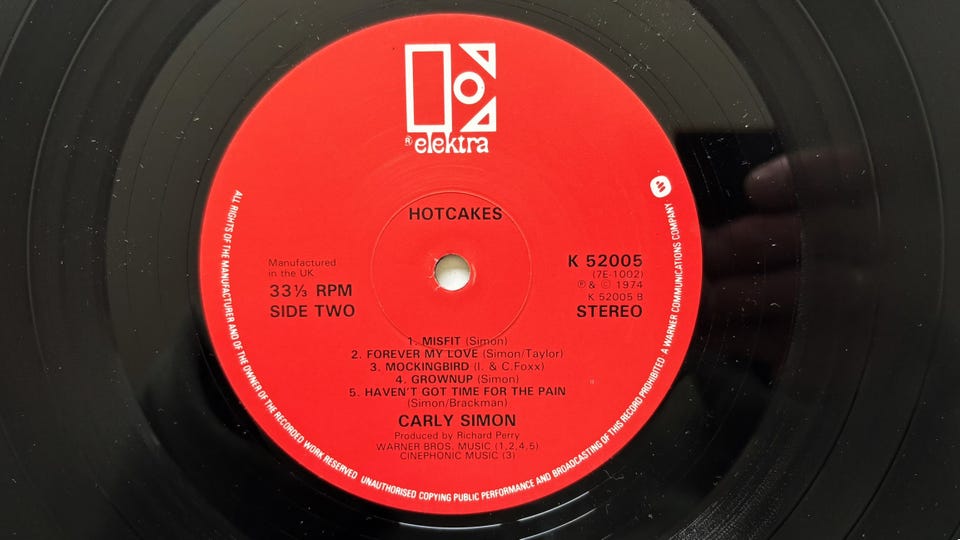 ® elektra
HOTCAKES
Manufactured
in the UK
33⅓ RPM
SIDE TWO
K 52005
(7E-1002)
℗ & © 1974
K 52005 B
STEREO
1. MISFIT (Simon)
2. FOREVER MY LOVE (Simon/Taylor)
3. MOCKINGBIRD (I. & C.Foxx)
4. GROWNUP (Simon)
5. HAVEN'T GOT TIME FOR THE PAIN
(Simon/Brackman)
CARLY SIMON
Produced by Richard Perry
WARNER BROS. MUSIC (1,2,4,5)
CINEPHONIC MUSIC (3)
ALL RIGHTS OF THE MANUFACTURER AND OF THE OWNER OF THE RECORDED WORK RESERVED UNAUTHORISED COPYING PUBLIC PERFORMANCE AND BROADCASTING OF THIS RECORD PROHIBITED A WARNER COMMUNICATIONS COMPANY